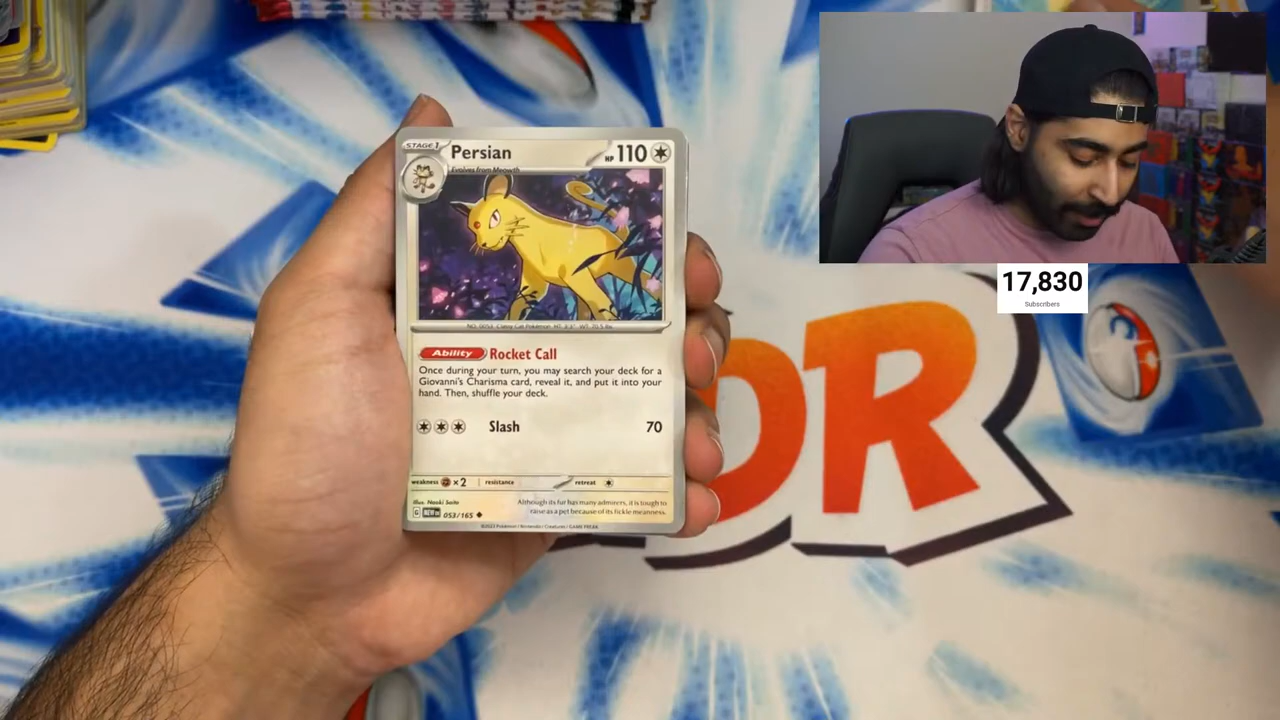 STAGE 1
Persian
HP 110
Evolves from Meowth
NO. 0053 Classy Cat Pokémon HT: 3'3" WT: 70.5 lbs.
Ability Rocket Call
Once during your turn, you may search your deck for a
Giovanni's Charisma card, reveal it, and put it into your
hand. Then, shuffle your deck.
Slash 70
weakness ×2 resistance retreat
Illus. Naoki Saito
Although its fur has many admirers, it is tough to
raise as a pet because of its fickle meanness.
G MEW EN 053/165
©2023 Pokémon / Nintendo / Creatures / GAME FREAK
17,830
Subscribers
OR